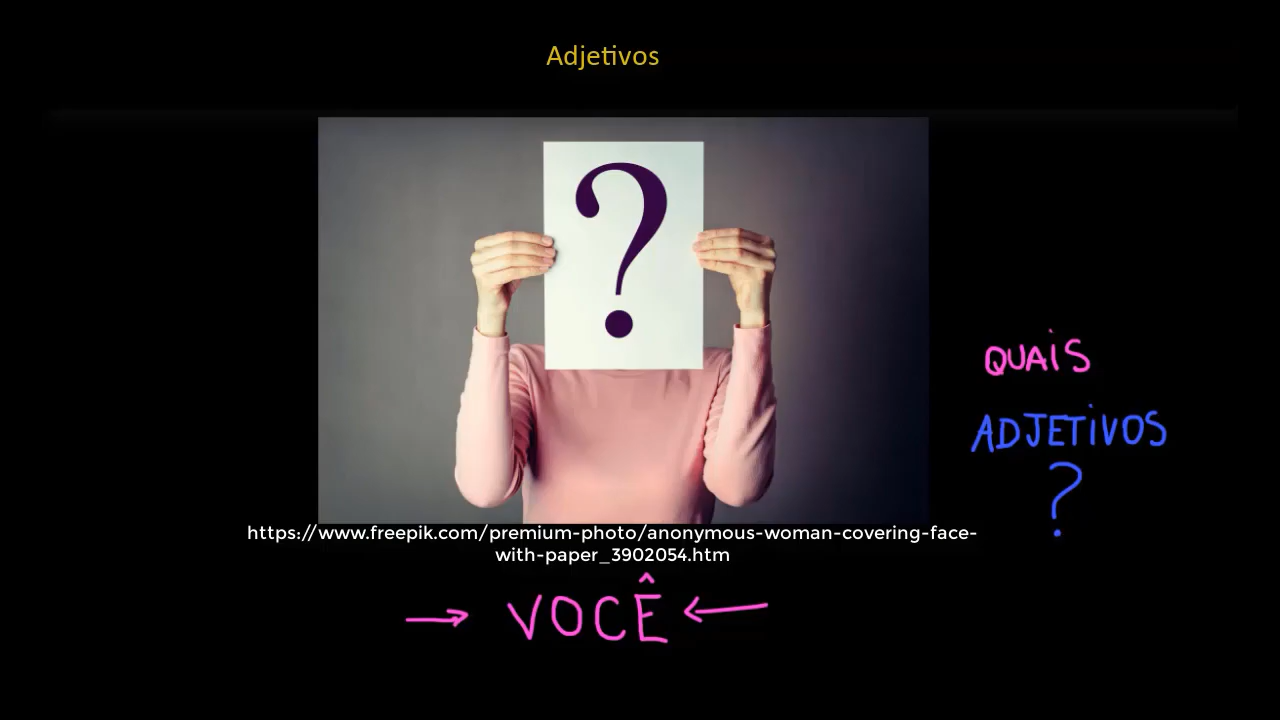 Adjetivos
?
QUAIS
ADJETIVOS
?
https://www.freepik.com/premium-photo/anonymous-woman-covering-face-
with-paper_3902054.htm
→ VOCÊ ←